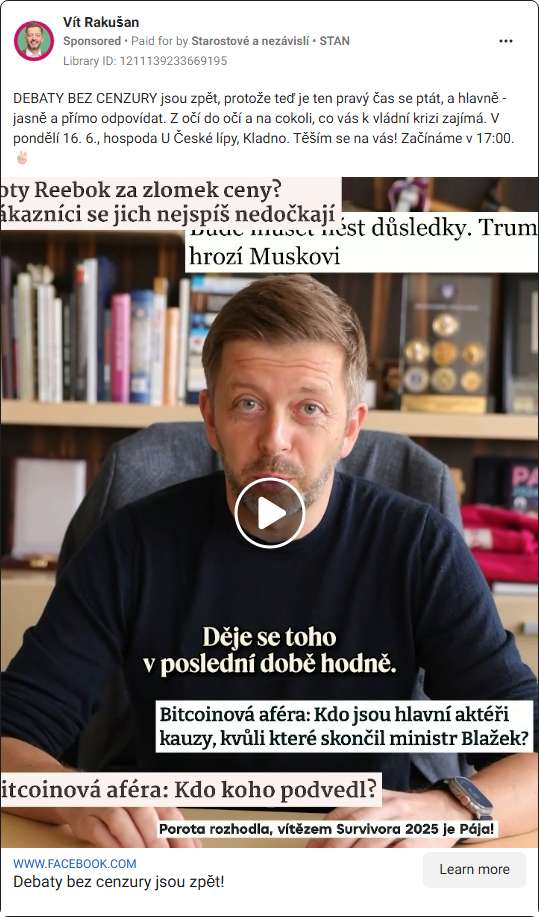 Vít Rakušan
Sponsored • Paid for by Starostové a nezávislí • STAN
Library ID: 1211139233669195
DEBATY BEZ CENZURY jsou zpět, protože teď je ten pravý čas se ptát, a hlavně -
jasně a přímo odpovídat. Z očí do očí a na cokoli, co vás k vládní krizi zajímá. V
pondělí 16. 6., hospoda U České lípy, Kladno. Těším se na vás! Začínáme v 17:00.
✌🏻
oty Reebok za zlomek ceny?
ákazníci se jich nejspíš nedočkají
Bude muset nést důsledky. Trum
hrozí Muskovi
PA
Děje se toho
v poslední době hodně.
Bitcoinová aféra: Kdo jsou hlavní aktéři
kauzy, kvůli které skončil ministr Blažek?
itcoinová aféra: Kdo koho podvedl?
Porota rozhodla, vítězem Survivora 2025 je Pája!
WWW.FACEBOOK.COM
Debaty bez cenzury jsou zpět!
Learn more